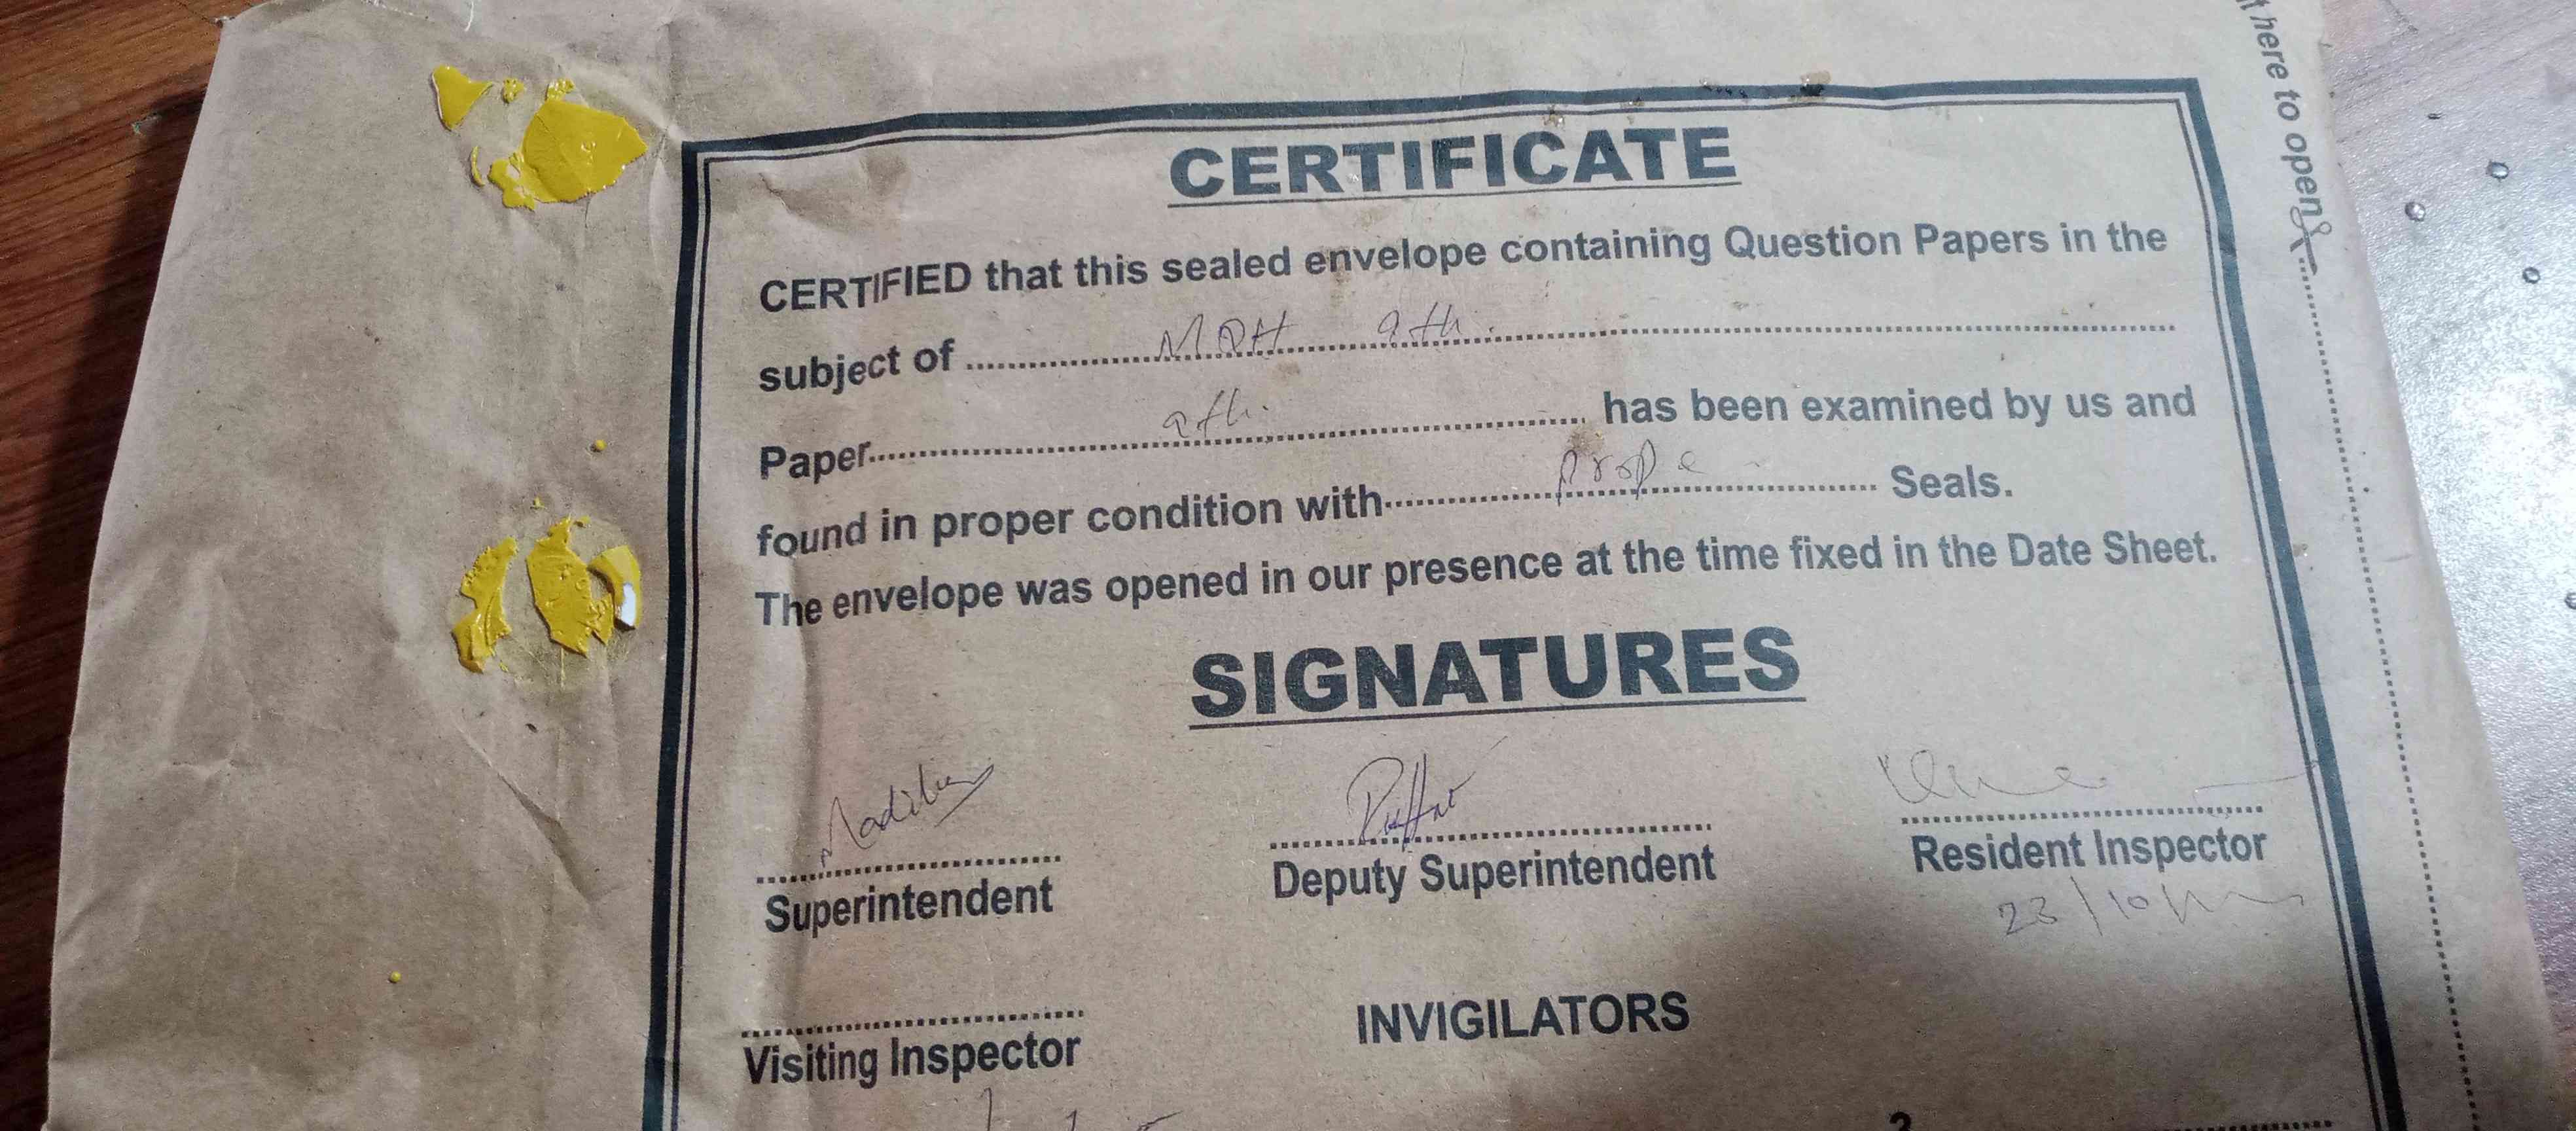 here to open
CERTIFICATE
CERTIFIED that this sealed envelope containing Question Papers in the
subject of ........ 9th. ........
Paper........ 9th. ........ has been examined by us and
found in proper condition with........ prope ........ Seals.
The envelope was opened in our presence at the time fixed in the Date Sheet.
SIGNATURES
Superintendent
Deputy Superintendent
Resident Inspector
23/10/
Visiting Inspector
INVIGILATORS
2